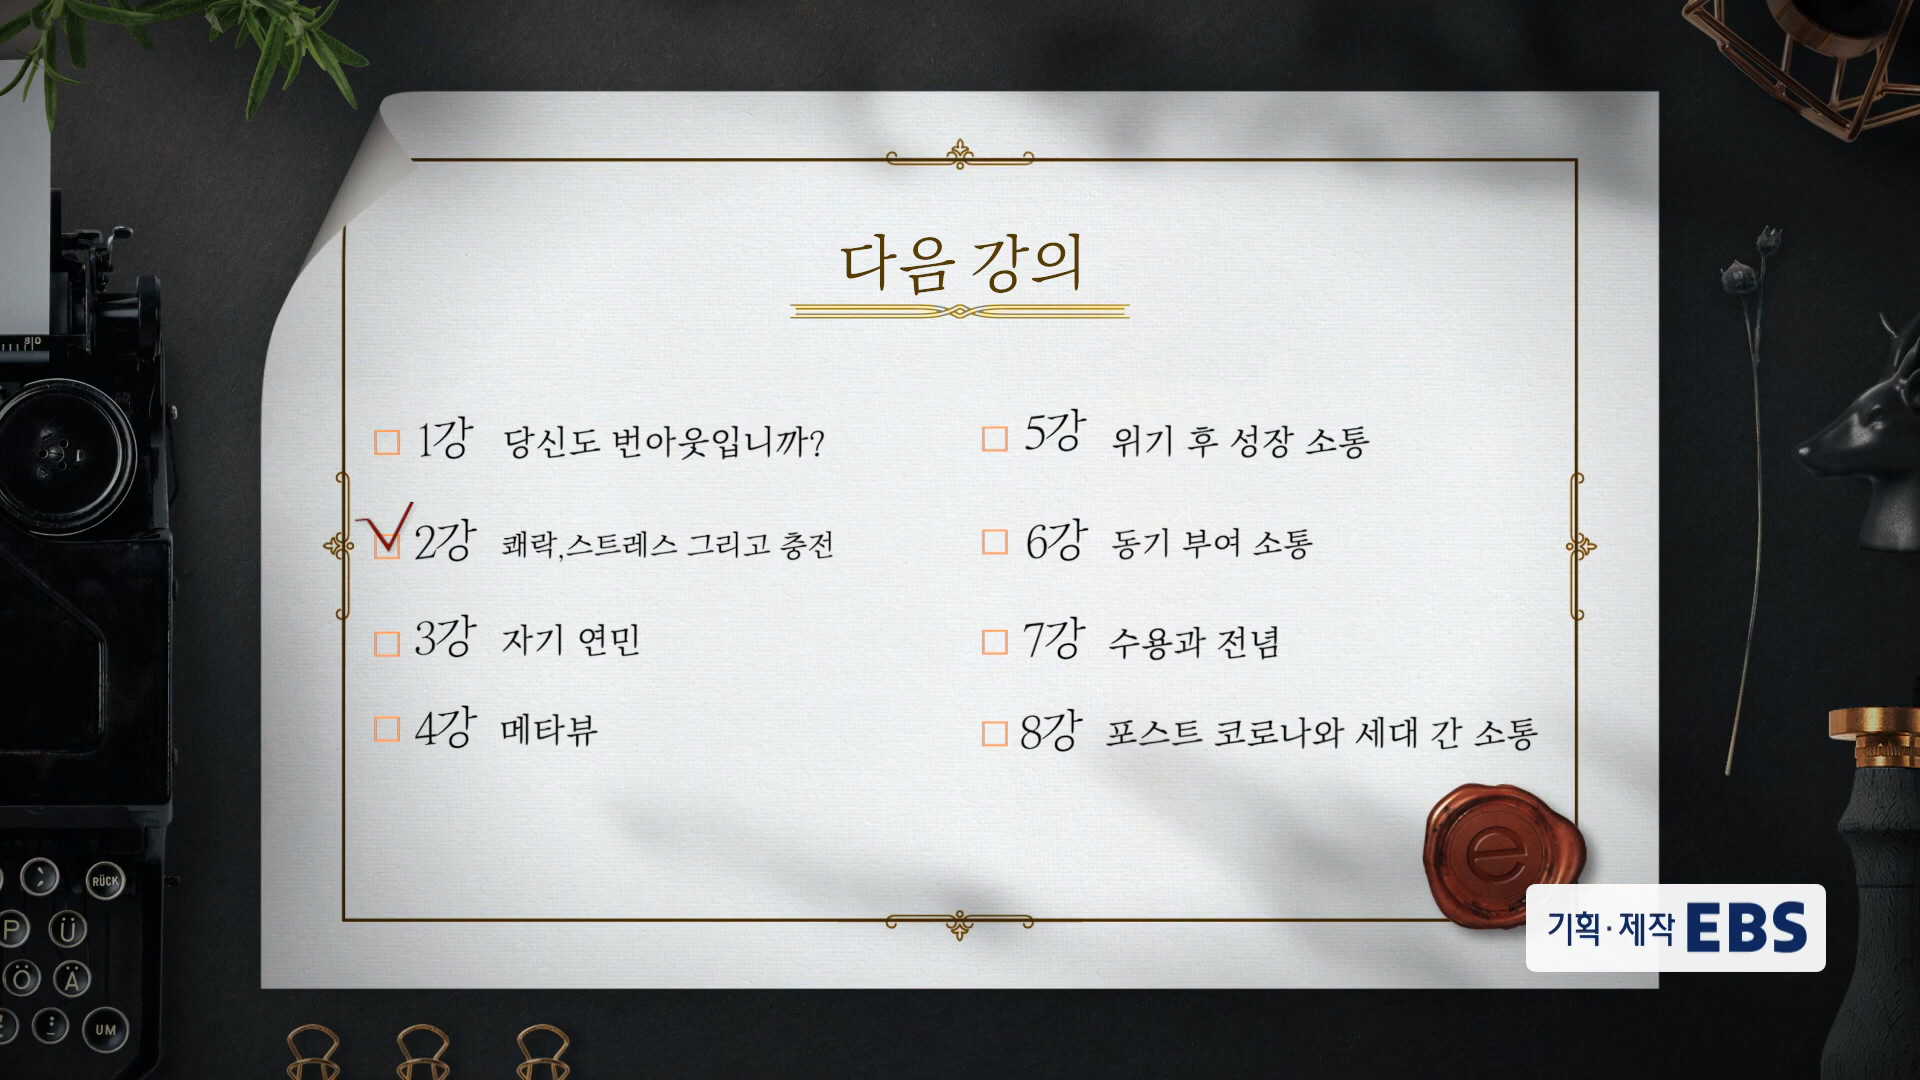 다음 강의
1강 당신도 번아웃입니까?
2강 쾌락,스트레스 그리고 충전
3강 자기 연민
4강 메타뷰
5강 위기 후 성장 소통
6강 동기 부여 소통
7강 수용과 전념
8강 포스트 코로나와 세대 간 소통
e
기획·제작 EBS
80
RÜCK
P Ü
Ö Ä
UM